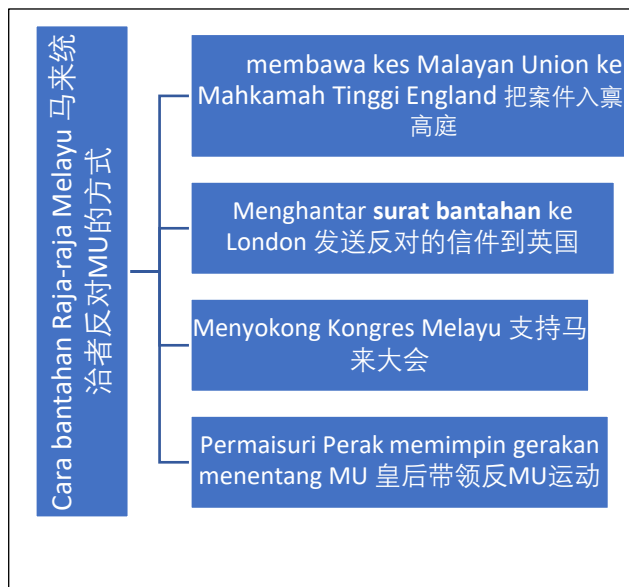 Cara bantahan Raja-raja Melayu 马来统
治者反对MU的方式
membawa kes Malayan Union ke
Mahkamah Tinggi England 把案件入禀
高庭
Menghantar surat bantahan ke
London 发送反对的信件到英国
Menyokong Kongres Melayu 支持马
来大会
Permaisuri Perak memimpin gerakan
menentang MU 皇后带领反MU运动